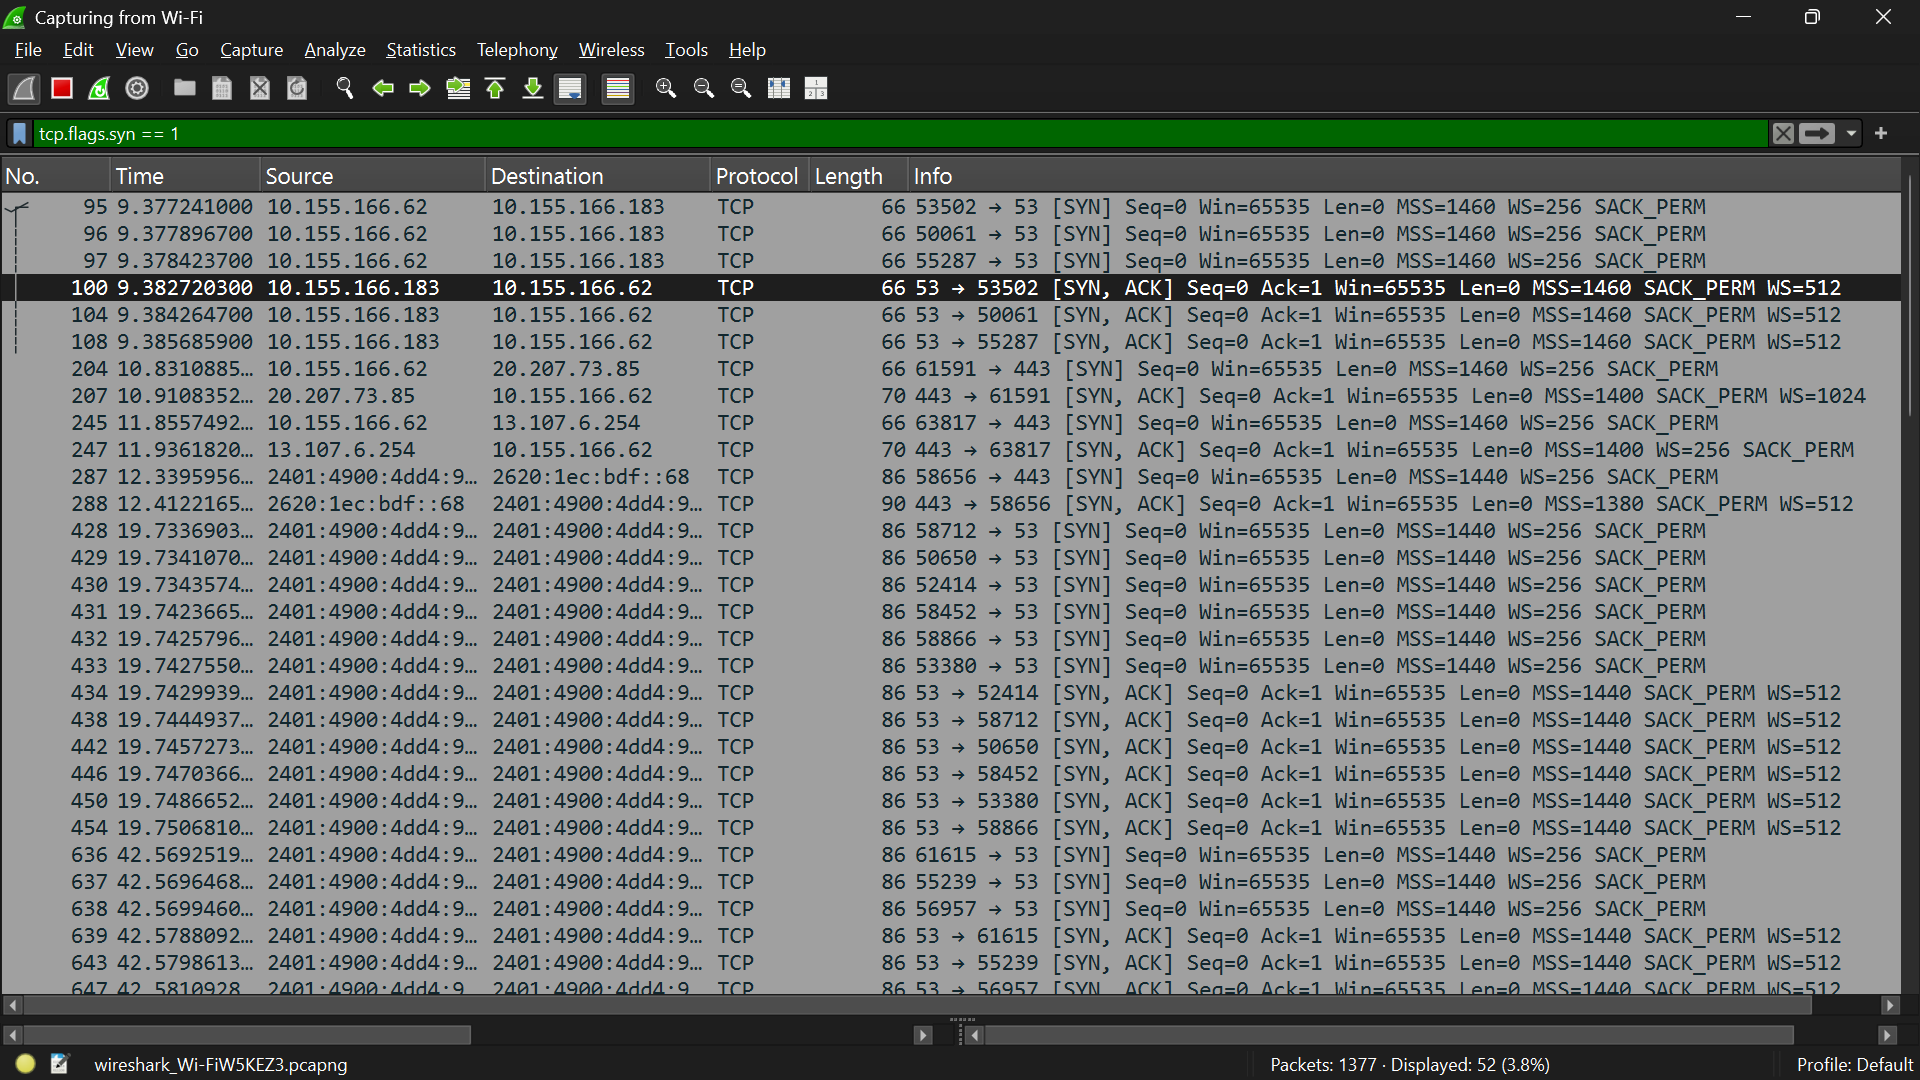 Capturing from Wi-Fi
File Edit View Go Capture Analyze Statistics Telephony Wireless Tools Help
tcp.flags.syn == 1
No. Time Source Destination Protocol Length Info
95 9.377241000 10.155.166.62 10.155.166.183 TCP 66 53502 → 53 [SYN] Seq=0 Win=65535 Len=0 MSS=1460 WS=256 SACK_PERM
96 9.377896700 10.155.166.62 10.155.166.183 TCP 66 50061 → 53 [SYN] Seq=0 Win=65535 Len=0 MSS=1460 WS=256 SACK_PERM
97 9.378423700 10.155.166.62 10.155.166.183 TCP 66 55287 → 53 [SYN] Seq=0 Win=65535 Len=0 MSS=1460 WS=256 SACK_PERM
100 9.382720300 10.155.166.183 10.155.166.62 TCP 66 53 → 53502 [SYN, ACK] Seq=0 Ack=1 Win=65535 Len=0 MSS=1460 SACK_PERM WS=512
104 9.384264700 10.155.166.183 10.155.166.62 TCP 66 53 → 50061 [SYN, ACK] Seq=0 Ack=1 Win=65535 Len=0 MSS=1460 SACK_PERM WS=512
108 9.385685900 10.155.166.183 10.155.166.62 TCP 66 53 → 55287 [SYN, ACK] Seq=0 Ack=1 Win=65535 Len=0 MSS=1460 SACK_PERM WS=512
204 10.8310885… 10.155.166.62 20.207.73.85 TCP 66 61591 → 443 [SYN] Seq=0 Win=65535 Len=0 MSS=1460 WS=256 SACK_PERM
207 10.9108352… 20.207.73.85 10.155.166.62 TCP 70 443 → 61591 [SYN, ACK] Seq=0 Ack=1 Win=65535 Len=0 MSS=1400 SACK_PERM WS=1024
245 11.8557492… 10.155.166.62 13.107.6.254 TCP 66 63817 → 443 [SYN] Seq=0 Win=65535 Len=0 MSS=1460 WS=256 SACK_PERM
247 11.9361820… 13.107.6.254 10.155.166.62 TCP 70 443 → 63817 [SYN, ACK] Seq=0 Ack=1 Win=65535 Len=0 MSS=1400 WS=256 SACK_PERM
287 12.3395956… 2401:4900:4dd4:9… 2620:1ec:bdf::68 TCP 86 58656 → 443 [SYN] Seq=0 Win=65535 Len=0 MSS=1440 WS=256 SACK_PERM
288 12.4122165… 2620:1ec:bdf::68 2401:4900:4dd4:9… TCP 90 443 → 58656 [SYN, ACK] Seq=0 Ack=1 Win=65535 Len=0 MSS=1380 SACK_PERM WS=512
428 19.7336903… 2401:4900:4dd4:9… 2401:4900:4dd4:9… TCP 86 58712 → 53 [SYN] Seq=0 Win=65535 Len=0 MSS=1440 WS=256 SACK_PERM
429 19.7341070… 2401:4900:4dd4:9… 2401:4900:4dd4:9… TCP 86 50650 → 53 [SYN] Seq=0 Win=65535 Len=0 MSS=1440 WS=256 SACK_PERM
430 19.7343574… 2401:4900:4dd4:9… 2401:4900:4dd4:9… TCP 86 52414 → 53 [SYN] Seq=0 Win=65535 Len=0 MSS=1440 WS=256 SACK_PERM
431 19.7423665… 2401:4900:4dd4:9… 2401:4900:4dd4:9… TCP 86 58452 → 53 [SYN] Seq=0 Win=65535 Len=0 MSS=1440 WS=256 SACK_PERM
432 19.7425796… 2401:4900:4dd4:9… 2401:4900:4dd4:9… TCP 86 58866 → 53 [SYN] Seq=0 Win=65535 Len=0 MSS=1440 WS=256 SACK_PERM
433 19.7427550… 2401:4900:4dd4:9… 2401:4900:4dd4:9… TCP 86 53380 → 53 [SYN] Seq=0 Win=65535 Len=0 MSS=1440 WS=256 SACK_PERM
434 19.7429939… 2401:4900:4dd4:9… 2401:4900:4dd4:9… TCP 86 53 → 52414 [SYN, ACK] Seq=0 Ack=1 Win=65535 Len=0 MSS=1440 SACK_PERM WS=512
438 19.7444937… 2401:4900:4dd4:9… 2401:4900:4dd4:9… TCP 86 53 → 58712 [SYN, ACK] Seq=0 Ack=1 Win=65535 Len=0 MSS=1440 SACK_PERM WS=512
442 19.7457273… 2401:4900:4dd4:9… 2401:4900:4dd4:9… TCP 86 53 → 50650 [SYN, ACK] Seq=0 Ack=1 Win=65535 Len=0 MSS=1440 SACK_PERM WS=512
446 19.7470366… 2401:4900:4dd4:9… 2401:4900:4dd4:9… TCP 86 53 → 58452 [SYN, ACK] Seq=0 Ack=1 Win=65535 Len=0 MSS=1440 SACK_PERM WS=512
450 19.7486652… 2401:4900:4dd4:9… 2401:4900:4dd4:9… TCP 86 53 → 53380 [SYN, ACK] Seq=0 Ack=1 Win=65535 Len=0 MSS=1440 SACK_PERM WS=512
454 19.7506810… 2401:4900:4dd4:9… 2401:4900:4dd4:9… TCP 86 53 → 58866 [SYN, ACK] Seq=0 Ack=1 Win=65535 Len=0 MSS=1440 SACK_PERM WS=512
636 42.5692519… 2401:4900:4dd4:9… 2401:4900:4dd4:9… TCP 86 61615 → 53 [SYN] Seq=0 Win=65535 Len=0 MSS=1440 WS=256 SACK_PERM
637 42.5696468… 2401:4900:4dd4:9… 2401:4900:4dd4:9… TCP 86 55239 → 53 [SYN] Seq=0 Win=65535 Len=0 MSS=1440 WS=256 SACK_PERM
638 42.5699460… 2401:4900:4dd4:9… 2401:4900:4dd4:9… TCP 86 56957 → 53 [SYN] Seq=0 Win=65535 Len=0 MSS=1440 WS=256 SACK_PERM
639 42.5788092… 2401:4900:4dd4:9… 2401:4900:4dd4:9… TCP 86 53 → 61615 [SYN, ACK] Seq=0 Ack=1 Win=65535 Len=0 MSS=1440 SACK_PERM WS=512
643 42.5798613… 2401:4900:4dd4:9… 2401:4900:4dd4:9… TCP 86 53 → 55239 [SYN, ACK] Seq=0 Ack=1 Win=65535 Len=0 MSS=1440 SACK_PERM WS=512
647 42.5810928 2401:4900:4dd4:9 2401:4900:4dd4:9 TCP 86 53 → 56957 [SYN, ACK] Seq=0 Ack=1 Win=65535 Len=0 MSS=1440 SACK_PERM WS=512
wireshark_Wi-FiW5KEZ3.pcapng Packets: 1377 · Displayed: 52 (3.8%) Profile: Default